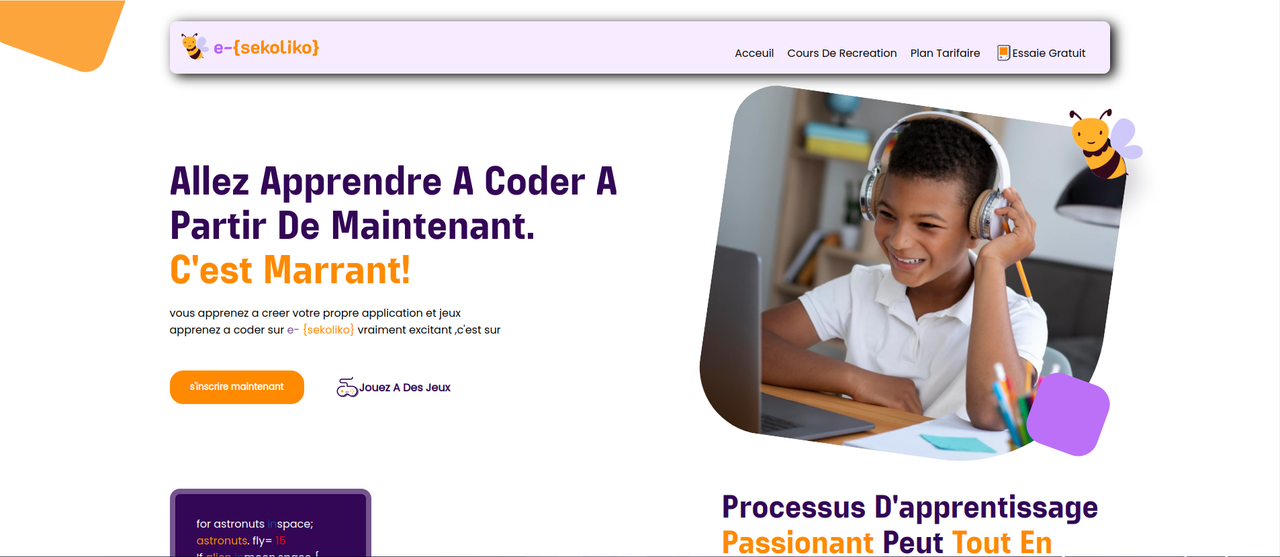 e-{sekoliko}
Acceuil Cours De Recreation Plan Tarifaire Essaie Gratuit
Allez Apprendre A Coder A
Partir De Maintenant.
C'est Marrant!
vous apprenez a creer votre propre application et jeux
apprenez a coder sur e- {sekoliko} vraiment excitant ,c'est sur
s'inscrire maintenant
Jouez A Des Jeux
for astronuts in space;
astronuts. fly= 15
Processus D'apprentissage
Passionant Peut Tout En